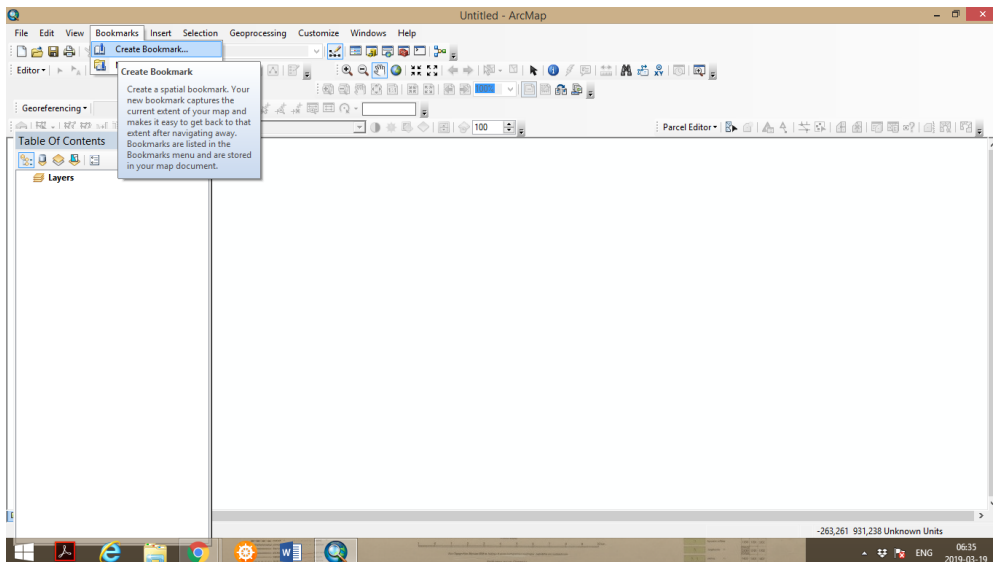 Untitled - ArcMap
File Edit View Bookmarks Insert Selection Geoprocessing Customize Windows Help
Create Bookmark...
Editor
Create Bookmark
Create a spatial bookmark. Your
new bookmark captures the
current extent of your map and
makes it easy to get back to that
extent after navigating away.
Bookmarks are listed in the
Bookmarks menu and are stored
in your map document.
100%
Georeferencing
100
Parcel Editor
Table Of Contents
Layers
-263,261 931,238 Unknown Units
ENG
06:35
2019-03-19